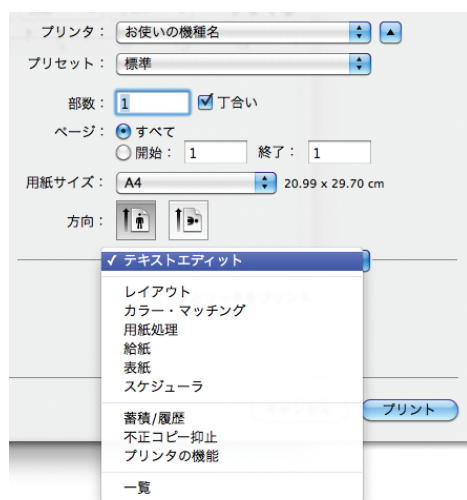 プリンタ： お使いの機種名
プリセット： 標準
部数： 1 丁合い
ページ： すべて
開始： 1 終了： 1
用紙サイズ： A4 20.99 x 29.70 cm
方向：
✓ テキストエディット
レイアウト
カラー・マッチング
用紙処理
給紙
表紙
スケジューラ
蓄積/履歴
不正コピー抑止
プリンタの機能
一覧
プリント